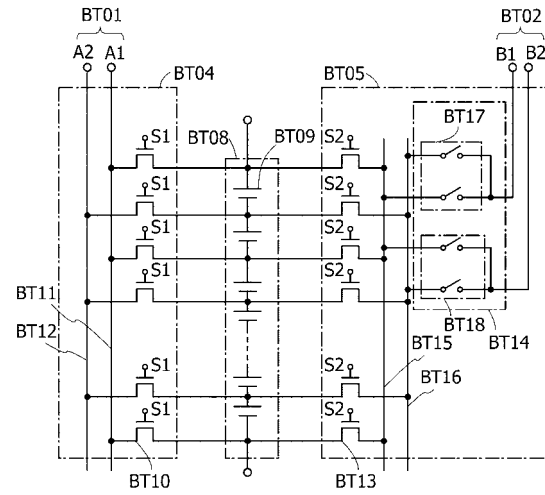 BT01 BT02
A2 A1 B1 B2
BT04 BT05
BT17
S1 BT08 BT09 S2
S1 S2
S1 S2
S1 S2
BT11
BT12
BT18 BT14
BT15
S1 S2 BT16
S1 S2
BT10 BT13